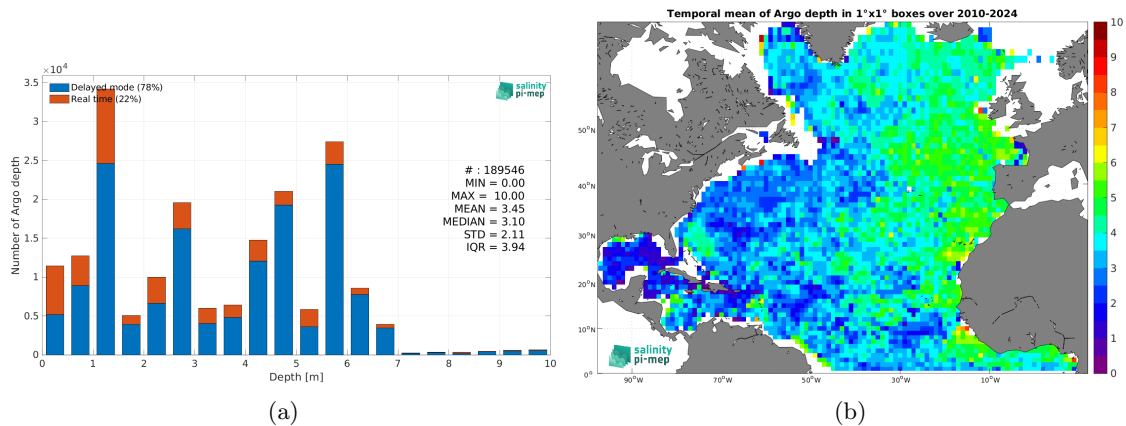 Temporal mean of Argo depth in 1°x1° boxes over 2010-2024
×10⁴
Delayed mode (78%)
Real time (22%)
salinity
pi-mep
3.5
3
2.5
2
1.5
1
0.5
0
Number of Argo depth
# : 189546
MIN = 0.00
MAX = 10.00
MEAN = 3.45
MEDIAN = 3.10
STD = 2.11
IQR = 3.94
0 1 2 3 4 5 6 7 8 9 10
Depth [m]
(a)
50°N
40°N
30°N
20°N
10°N
0°
90°W 70°W 50°W 30°W 10°W
salinity
pi-mep
10
9
8
7
6
5
4
3
2
1
0
(b)